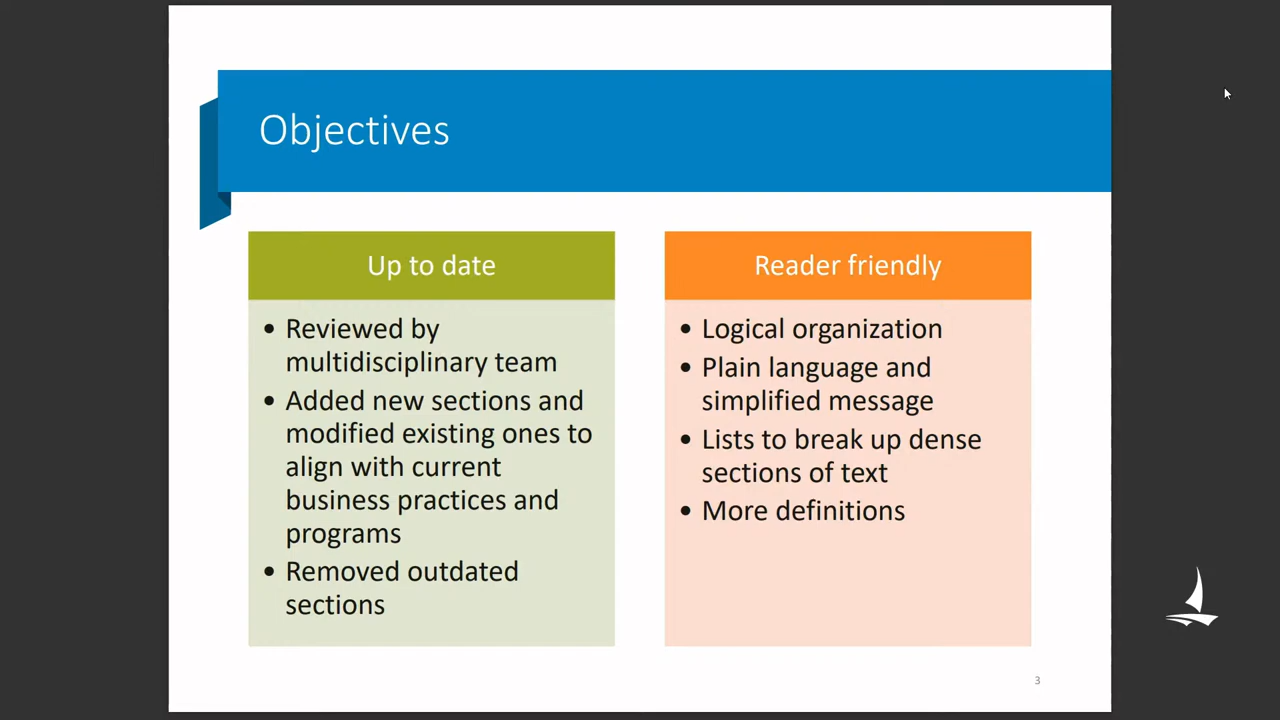 Objectives
Up to date
• Reviewed by
multidisciplinary team
• Added new sections and
modified existing ones to
align with current
business practices and
programs
• Removed outdated
sections
Reader friendly
• Logical organization
• Plain language and
simplified message
• Lists to break up dense
sections of text
• More definitions
3